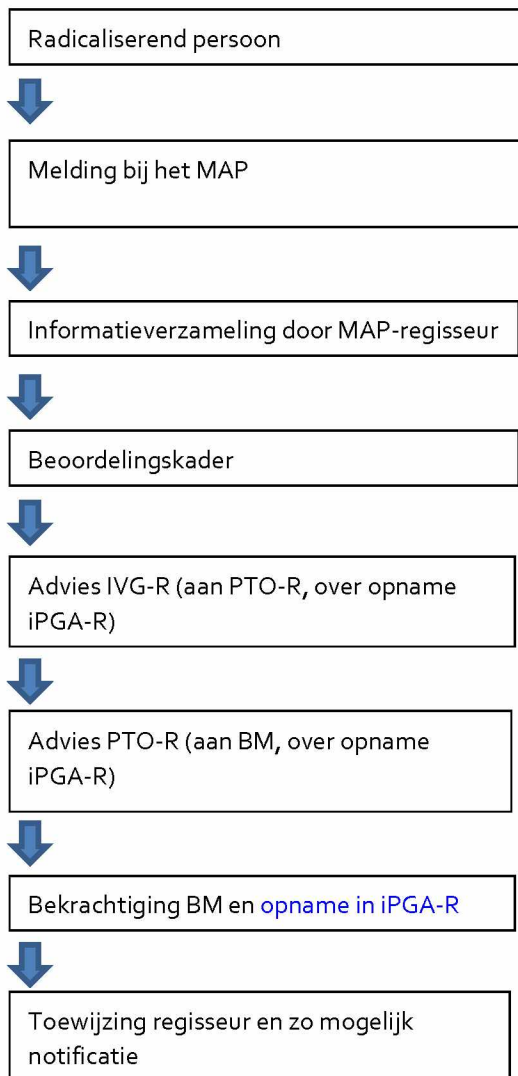 Radicaliserend persoon
Melding bij het MAP
Informatieverzameling door MAP-regisseur
Beoordelingskader
Advies IVG-R (aan PTO-R, over opname
iPGA-R)
Advies PTO-R (aan BM, over opname
iPGA-R)
Bekrachtiging BM en opname in iPGA-R
Toewijzing regisseur en zo mogelijk
notificatie